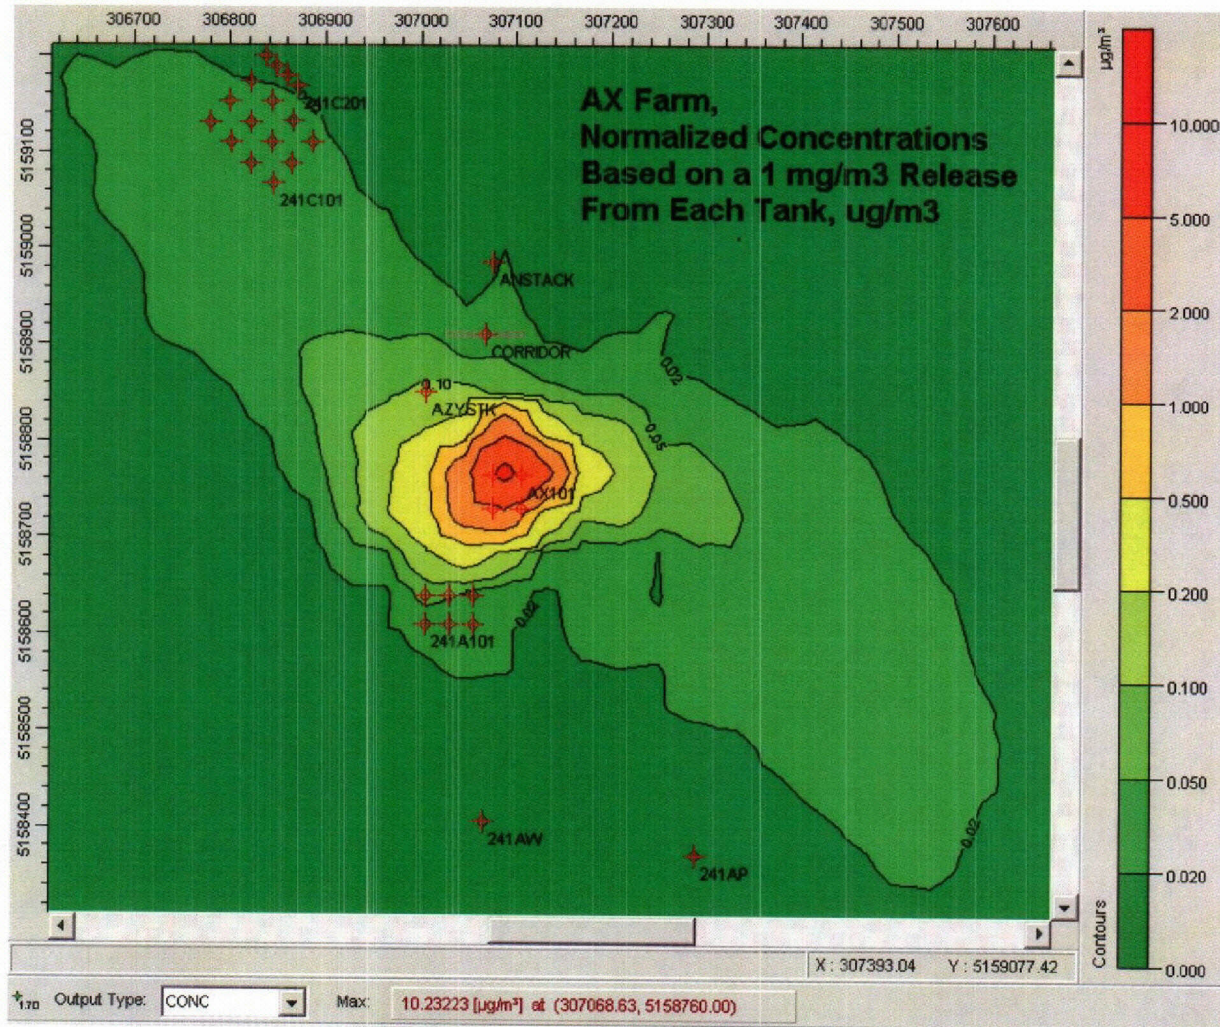 306700 306800 306900 307000 307100 307200 307300 307400 307500 307600
µg/m³
AX Farm,
Normalized Concentrations
Based on a 1 mg/m3 Release
From Each Tank, ug/m3
241C201
241C101
ANSTACK
CORRIDOR
0.10
AZYSTK
0.02
0.05
AX101
0.02
241A101
241AW
241AP
0.02
5159100
5159000
5158900
5158800
5158700
5158600
5158500
5158400
10.000
5.000
2.000
1.000
0.500
0.200
0.100
0.050
0.020
0.000
Contours
X : 307393.04 Y : 5159077.42
1.70 Output Type: CONC Max: 10.23223 [µg/m³] at (307068.63, 5158760.00)